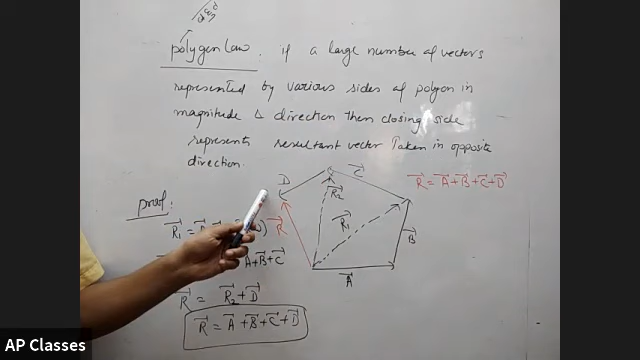 polygon law : if a large number of vectors
represented by various sides of polygon in
magnitude & direction then closing side
represents resultant vector Taken in opposite
direction.
proof:
D
C
R2
R1
R
B
A
R = A+B+C+D
R1 =
A+B+C
R = R2 + D
R = A + B + C + D
AP Classes